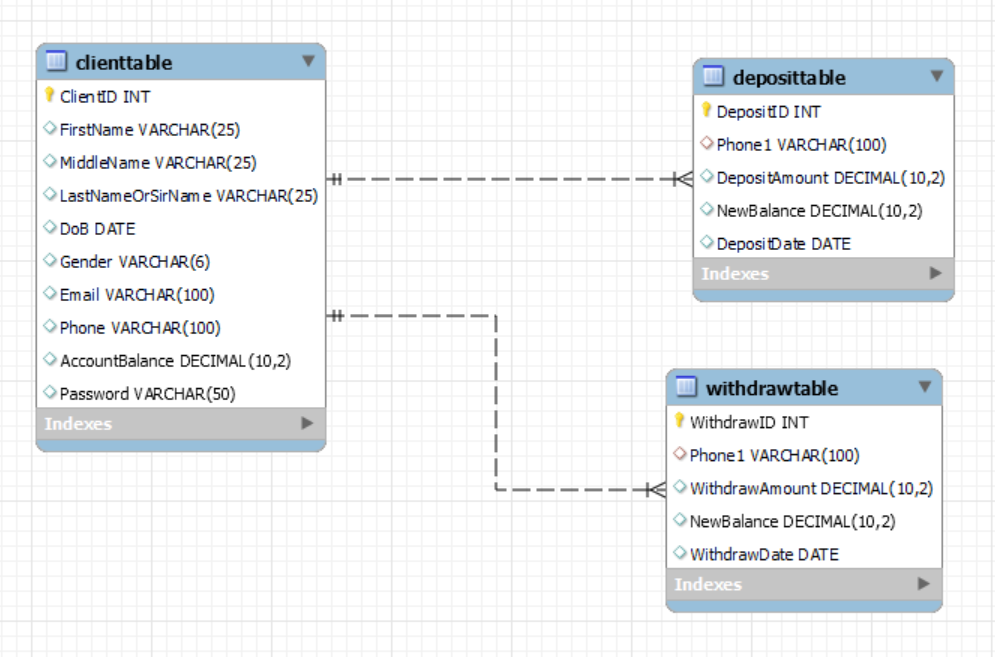 clienttable
ClientID INT
FirstName VARCHAR(25)
MiddleName VARCHAR(25)
LastNameOrSirName VARCHAR(25)
DoB DATE
Gender VARCHAR(6)
Email VARCHAR(100)
Phone VARCHAR(100)
AccountBalance DECIMAL(10,2)
Password VARCHAR(50)
Indexes
deposittable
DepositID INT
Phone1 VARCHAR(100)
DepositAmount DECIMAL(10,2)
NewBalance DECIMAL(10,2)
DepositDate DATE
Indexes
withdrawtable
WithdrawID INT
Phone1 VARCHAR(100)
WithdrawAmount DECIMAL(10,2)
NewBalance DECIMAL(10,2)
WithdrawDate DATE
Indexes